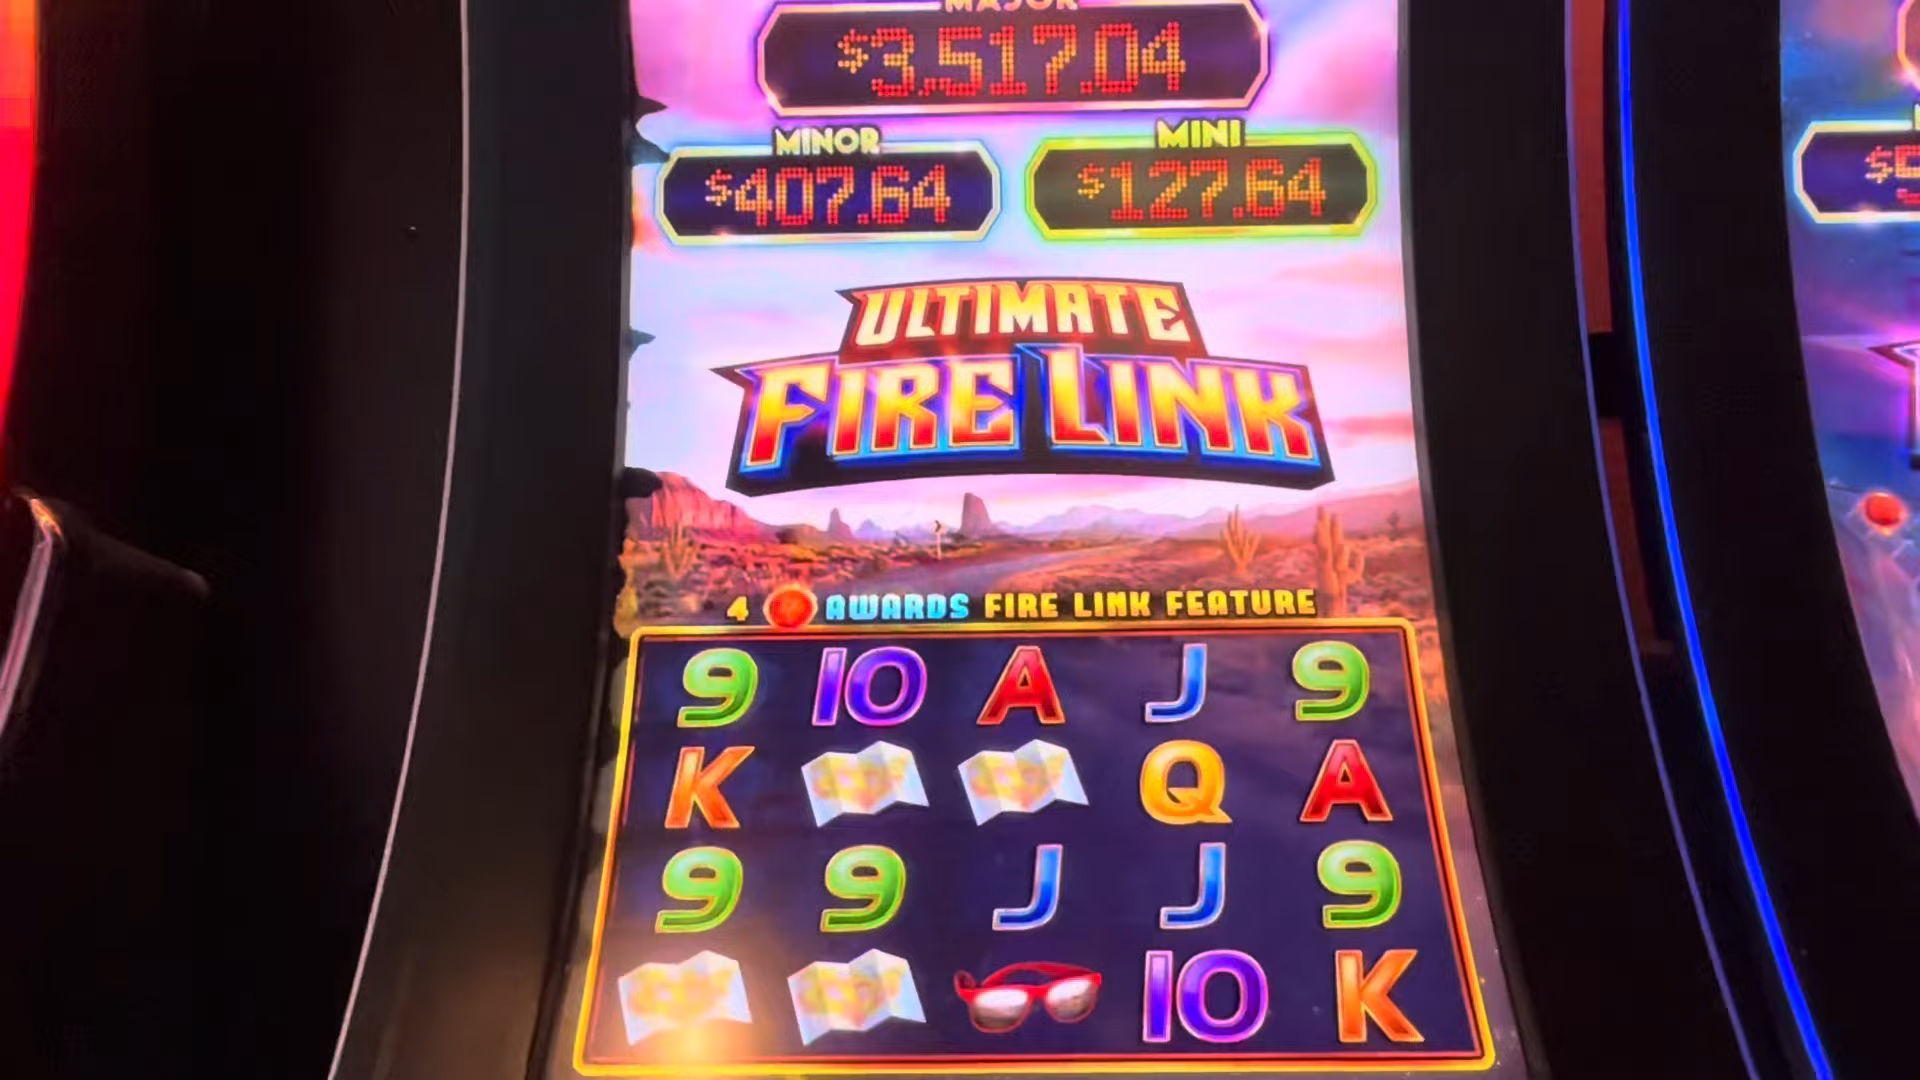 MAJOR
$3,517.04
MINOR
MINI
$407.64
$127.64
ULTIMATE
FIRE LINK
4 AWARDS FIRE LINK FEATURE
9 10 A J 9
K Q A
9 9 J J 9
10 K